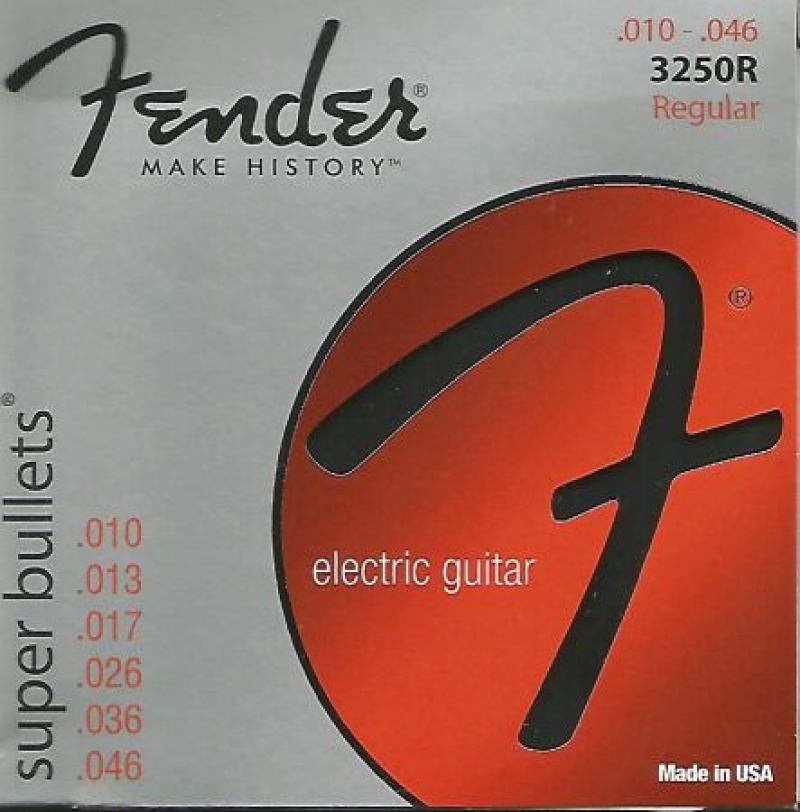 Fender®
MAKE HISTORY™
.010 - .046
3250R
Regular
F®
super bullets®
.010
.013
.017
.026
.036
.046
electric guitar
Made in USA